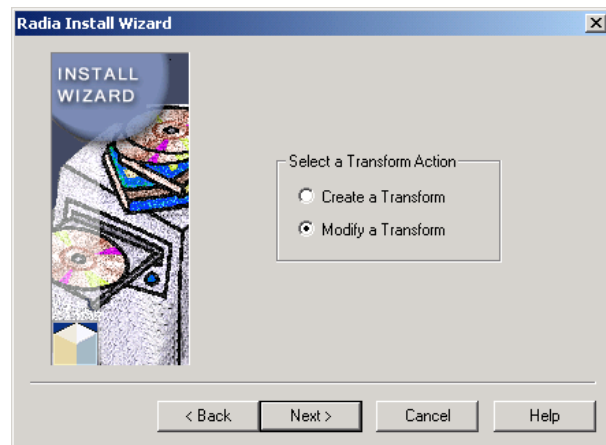 Radia Install Wizard
INSTALL
WIZARD
Select a Transform Action
Create a Transform
Modify a Transform
< Back
Next >
Cancel
Help